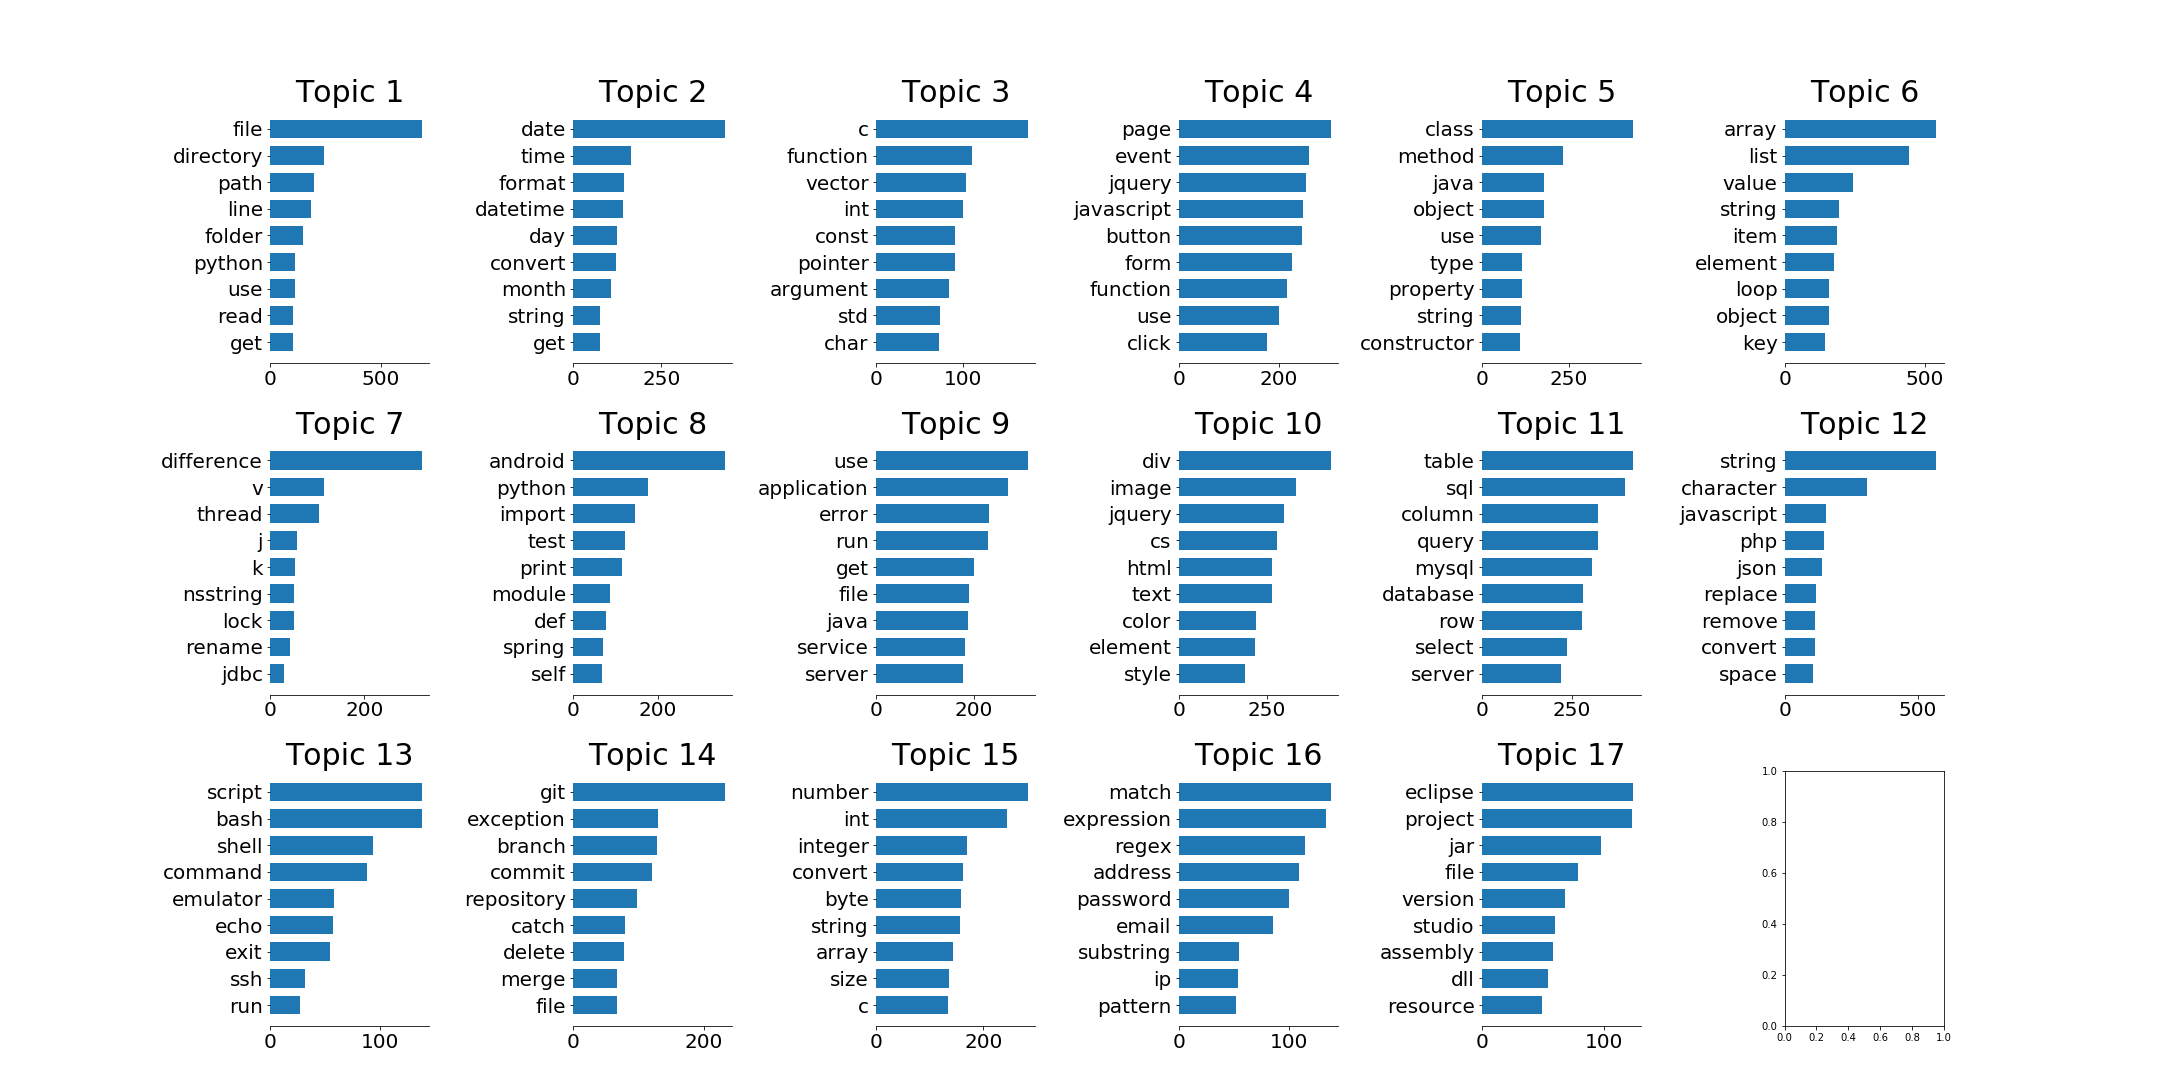 Topic 1
file
directory
path
line
folder
python
use
read
get
0 500
Topic 2
date
time
format
datetime
day
convert
month
string
get
0 250
Topic 3
c
function
vector
int
const
pointer
argument
std
char
0 100
Topic 4
page
event
jquery
javascript
button
form
function
use
click
0 200
Topic 5
class
method
java
object
use
type
property
string
constructor
0 250
Topic 6
array
list
value
string
item
element
loop
object
key
0 500
Topic 7
difference
v
thread
j
k
nsstring
lock
rename
jdbc
0 200
Topic 8
android
python
import
test
print
module
def
spring
self
0 200
Topic 9
use
application
error
run
get
file
java
service
server
0 200
Topic 10
div
image
jquery
cs
html
text
color
element
style
0 250
Topic 11
table
sql
column
query
mysql
database
row
select
server
0 250
Topic 12
string
character
javascript
php
json
replace
remove
convert
space
0 500
Topic 13
script
bash
shell
command
emulator
echo
exit
ssh
run
0 100
Topic 14
git
exception
branch
commit
repository
catch
delete
merge
file
0 200
Topic 15
number
int
integer
convert
byte
string
array
size
c
0 200
Topic 16
match
expression
regex
address
password
email
substring
ip
pattern
0 100
Topic 17
eclipse
project
jar
file
version
studio
assembly
dll
resource
0 100
1.0
0.8
0.6
0.4
0.2
0.0
0.0 0.2 0.4 0.6 0.8 1.0